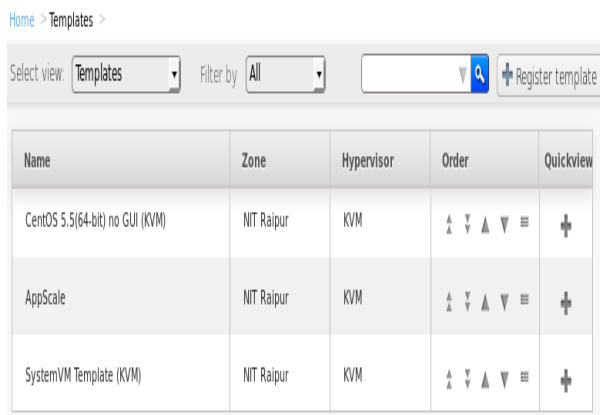 Home > Templates >
Select view: Templates Filter by All Register template
Name Zone Hypervisor Order Quickview
CentOS 5.5(64-bit) no GUI (KVM) NIT Raipur KVM
AppScale NIT Raipur KVM
SystemVM Template (KVM) NIT Raipur KVM